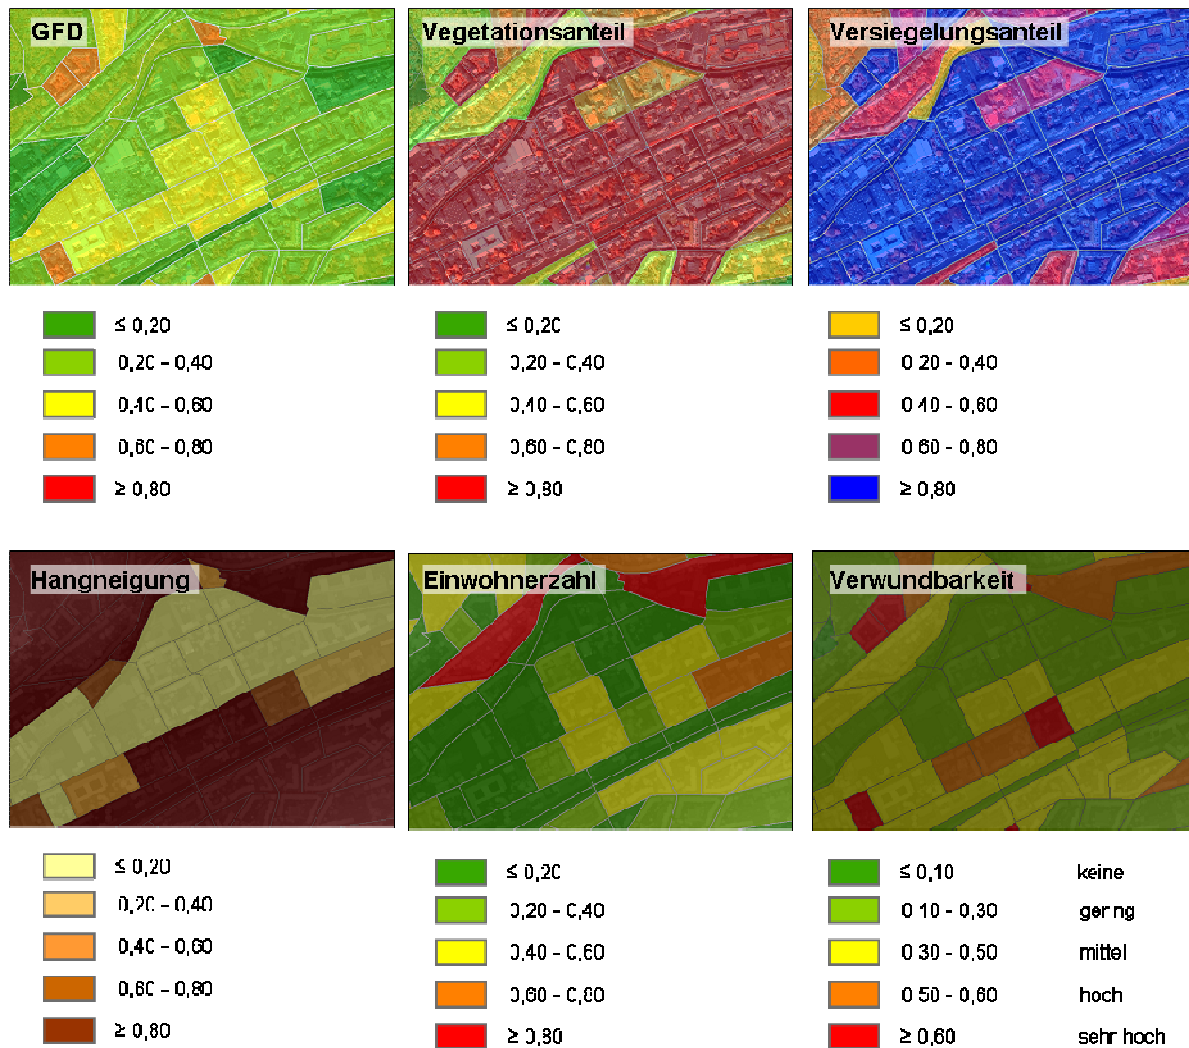 GFD
Vegetationsanteil
Versiegelungsanteil
≤ 0,20
0,20 – 0,40
0,40 – 0,60
0,60 – 0,80
≥ 0,80
≤ 0,20
0,20 – 0,40
0,40 – 0,60
0,60 – 0,80
≥ 0,80
≤ 0,20
0 20 – 0,40
0 40 – 0,60
0 60 – 0,80
≥ 0,80
Hangneigung
Einwohnerzahl
Verwundbarkeit
≤ 0,20
0,20 – 0,40
0,40 – 0,60
0,60 – 0,80
≥ 0,80
≤ 0,20
0,20 – 0,40
0,40 – 0,60
0,60 – 0,80
≥ 0,80
≤ 0,10 keine
0 10 – 0,30 gering
0 30 – 0,50 mittel
0 50 – 0,60 hoch
≥ 0,60 sehr hoch